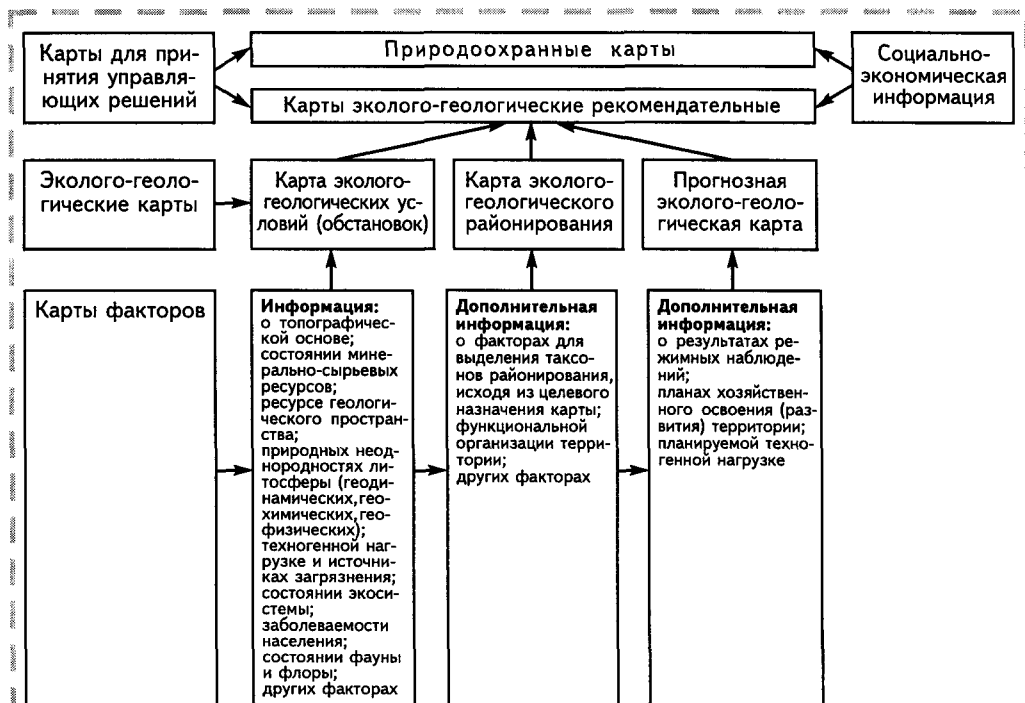 Карты для при-
нятия управля-
ющих решений
Природоохранные карты
Карты эколого-геологические рекомендательные
Социально-
экономическая
информация
Эколого-геоло-
гические карты
Карта эколого-
геологических ус-
ловий (обстановок)
Карта эколого-
геологического
районирования
Прогнозная
эколого-геоло-
гическая карта
Карты факторов
Информация:
о топографичес-
кой основе;
состоянии мине-
рально-сырьевых
ресурсов;
ресурсе геологи-
ческого простран-
ства;
природных неод-
нородностях ли-
тосферы (геоди-
намических,гео-
химических,гео-
физических);
техногенной наг-
рузке и источни-
ках загрязнения;
состоянии экоси-
стемы;
заболеваемости
населения;
состоянии фауны
и флоры;
других факторах
Дополнительная
информация:
о факторах для
выделения таксо-
нов районирования,
исходя из целевого
назначения карты;
функциональной
организации терри-
тории;
других факторах
Дополнительная
информация:
о результатах ре-
жимных наблюде-
ний;
планах хозяйствен-
ного освоения (раз-
вития) территории;
планируемой техно-
генной нагрузке